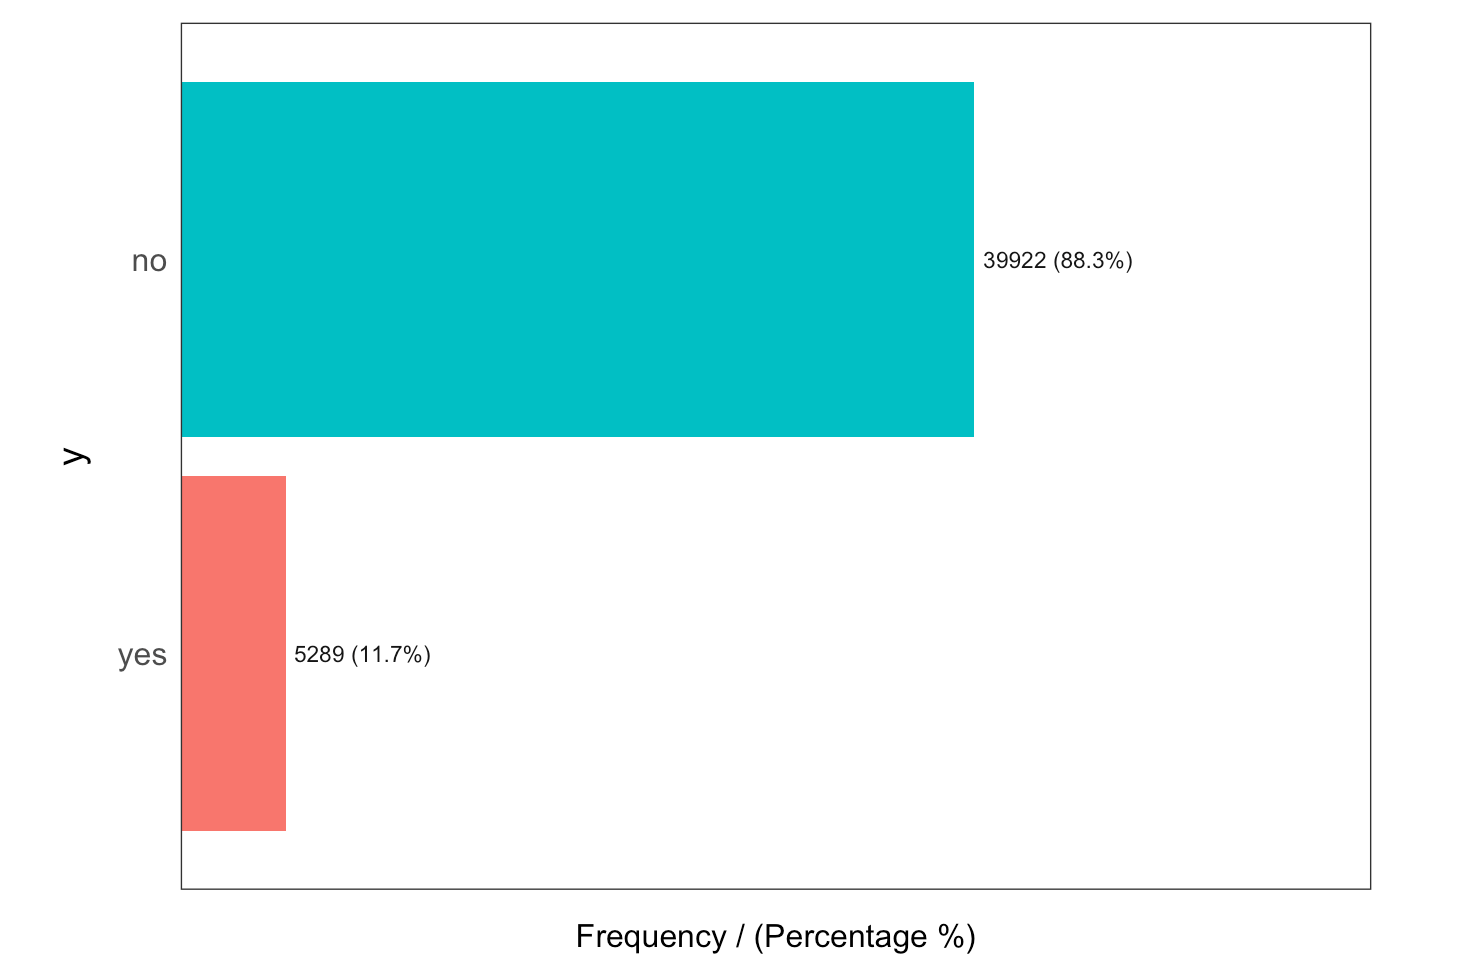 no
39922 (88.3%)
y
yes
5289 (11.7%)
Frequency / (Percentage %)